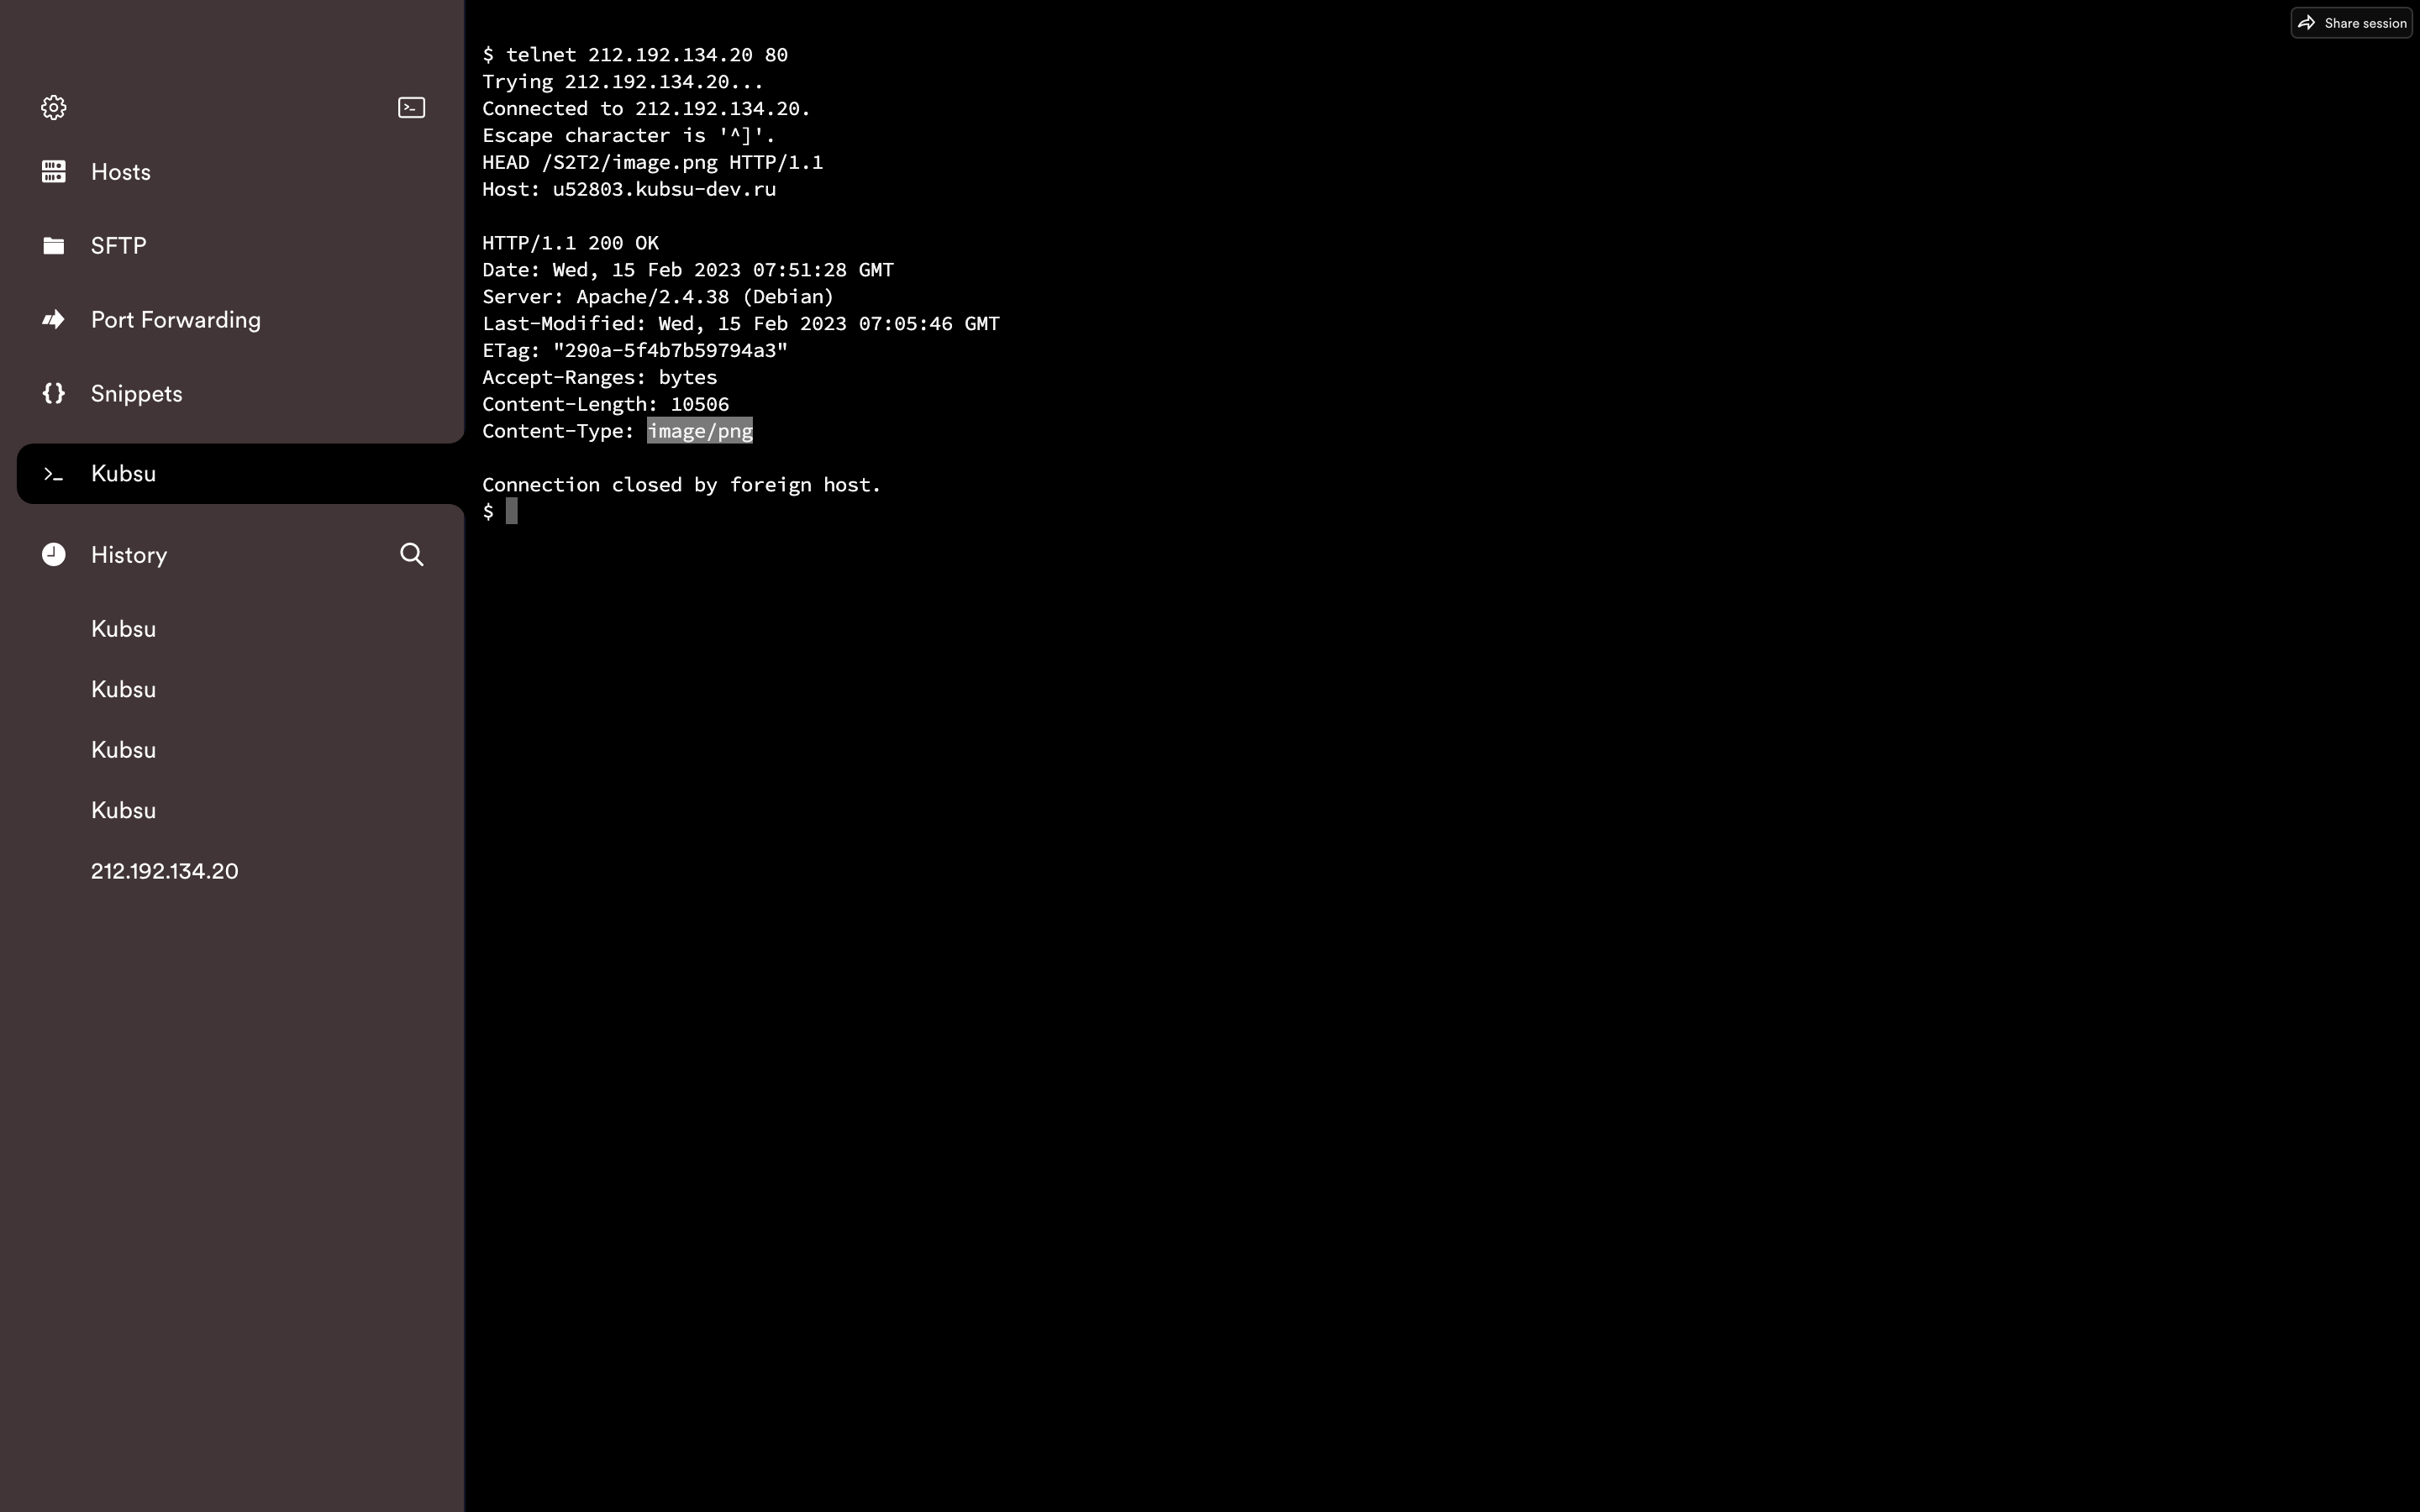 Share session
Hosts
SFTP
Port Forwarding
Snippets
Kubsu
History
Kubsu
Kubsu
Kubsu
Kubsu
212.192.134.20
$ telnet 212.192.134.20 80
Trying 212.192.134.20...
Connected to 212.192.134.20.
Escape character is '^]'.
HEAD /S2T2/image.png HTTP/1.1
Host: u52803.kubsu-dev.ru
HTTP/1.1 200 OK
Date: Wed, 15 Feb 2023 07:51:28 GMT
Server: Apache/2.4.38 (Debian)
Last-Modified: Wed, 15 Feb 2023 07:05:46 GMT
ETag: "290a-5f4b7b59794a3"
Accept-Ranges: bytes
Content-Length: 10506
Content-Type: image/png
Connection closed by foreign host.
$